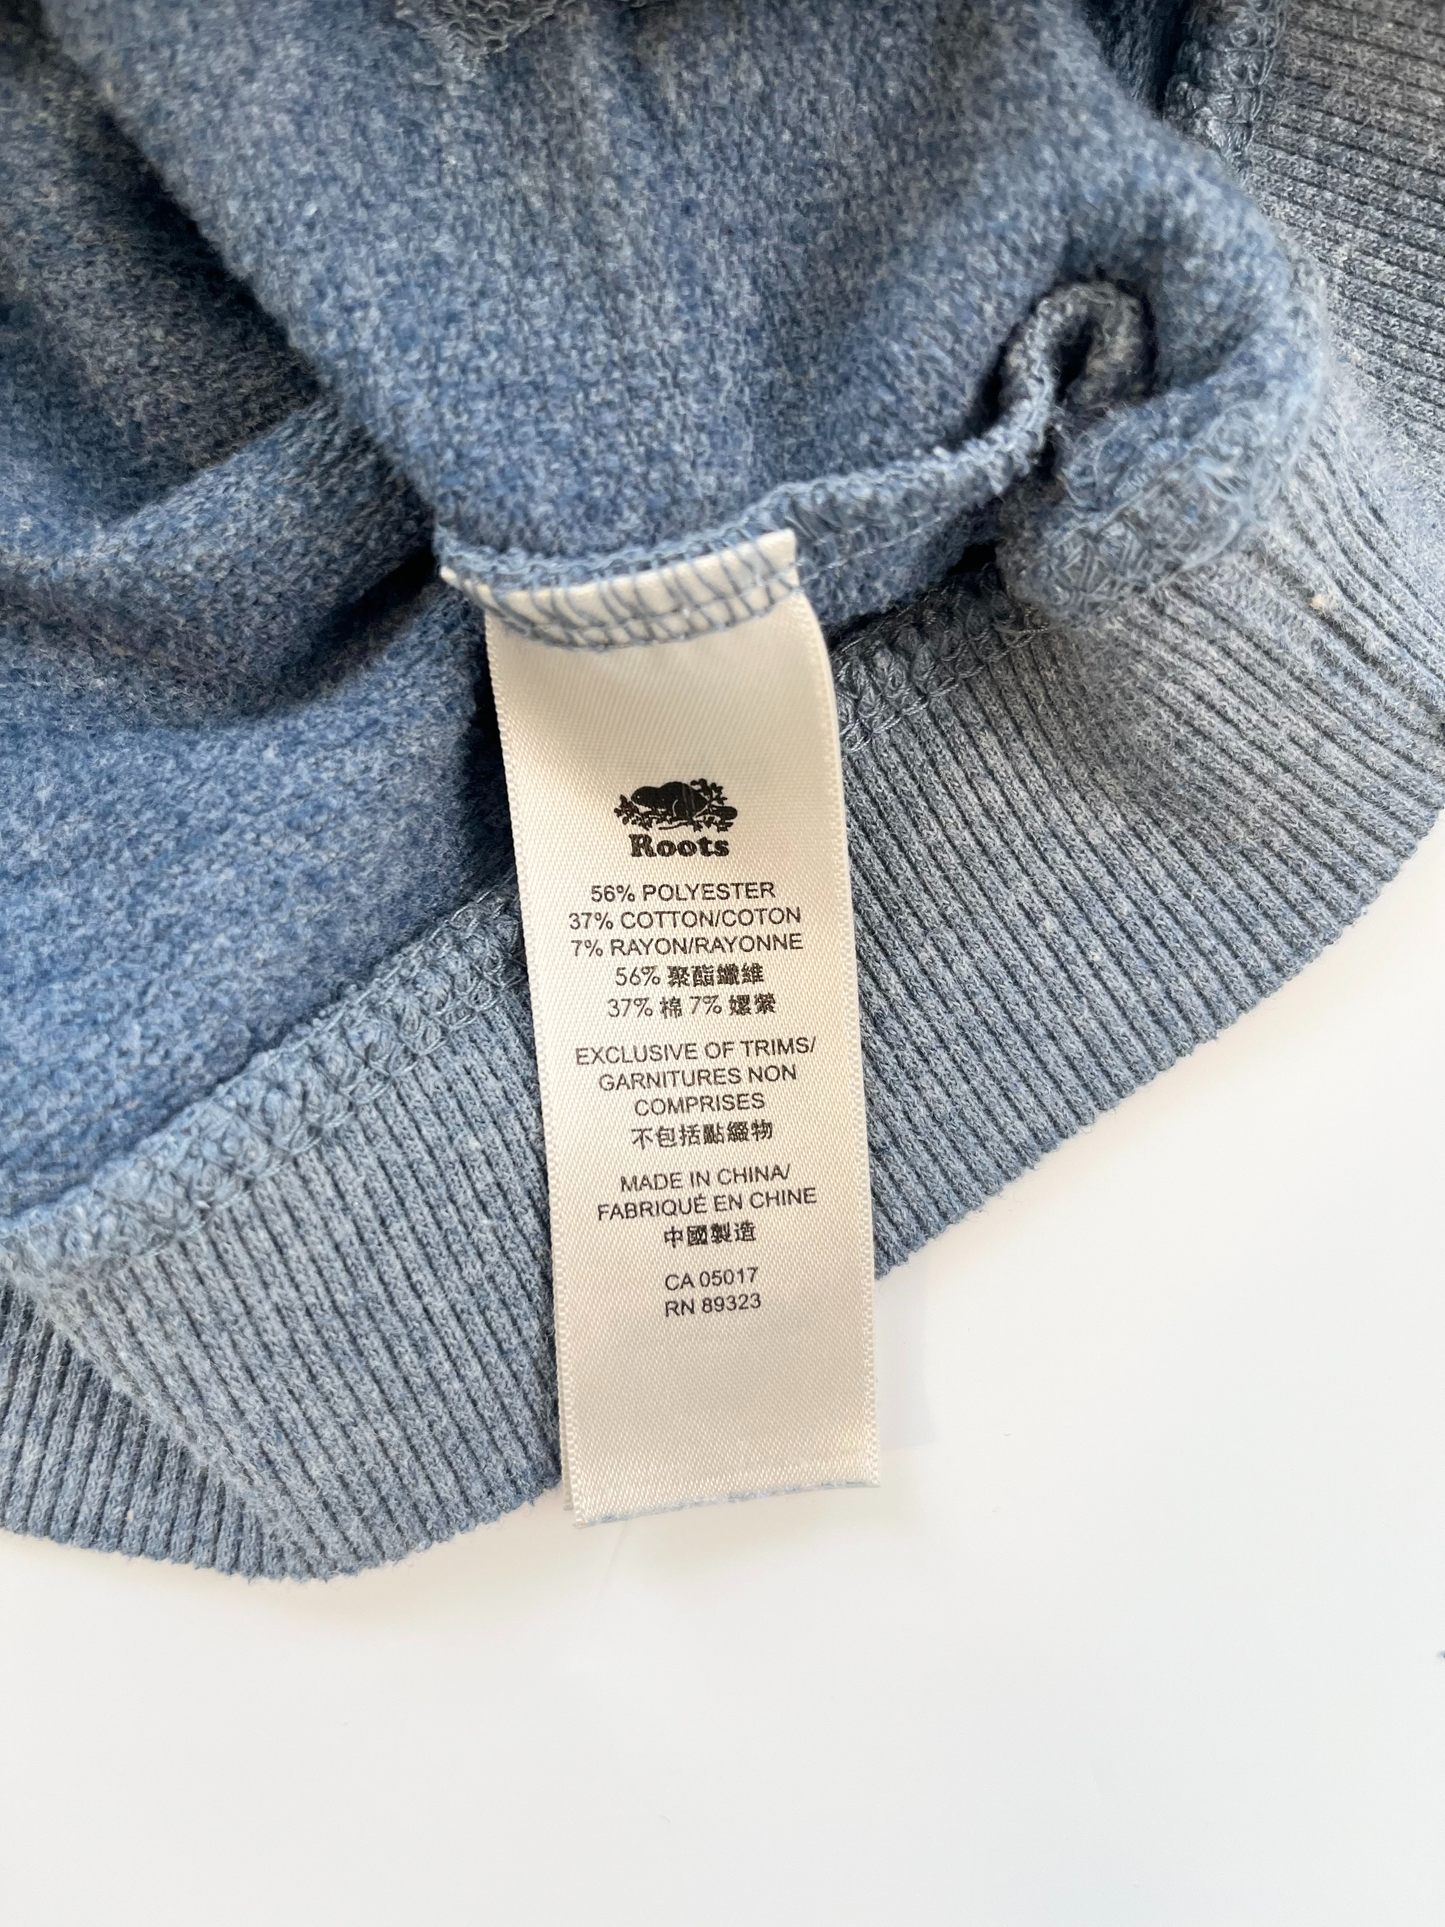 Roots
56% POLYESTER
37% COTTON/COTON
7% RAYON/RAYONNE
56% 聚酯纖維
37% 棉 7% 嫘縈
EXCLUSIVE OF TRIMS/
GARNITURES NON
COMPRISES
不包括點綴物
MADE IN CHINA/
FABRIQUÉ EN CHINE
中國製造
CA 05017
RN 89323